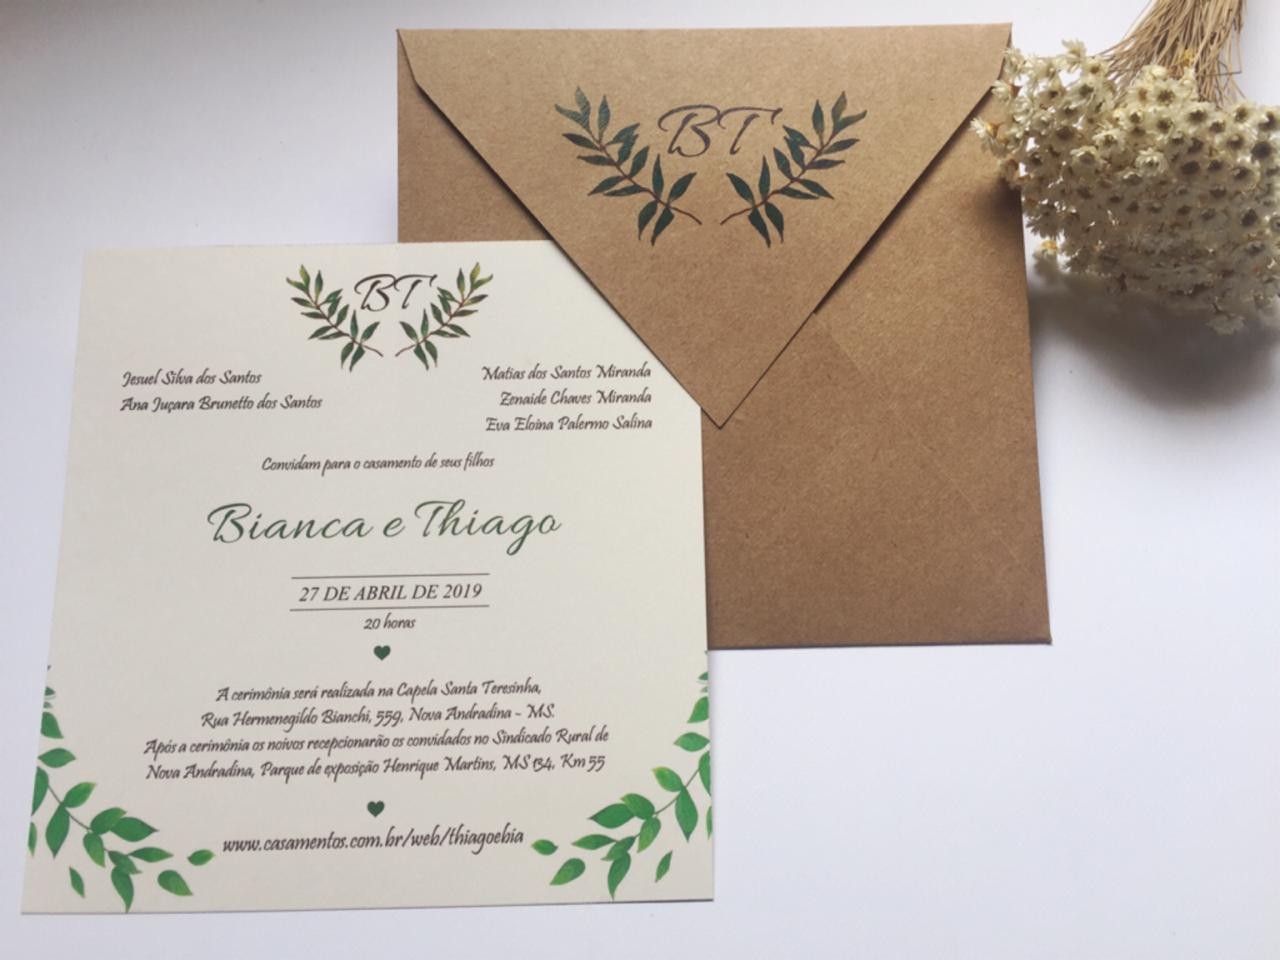 BT
BT
Jesuel Silva dos Santos
Ana Juçara Brunetto dos Santos
Matias dos Santos Miranda
Zenaide Chaves Miranda
Eva Eloina Palermo Salina
Convidam para o casamento de seus filhos
Bianca e Thiago
27 DE ABRIL DE 2019
20 horas
A cerimônia será realizada na Capela Santa Teresinha,
Rua Hermenegildo Bianchi, 559, Nova Andradina - MS.
Após a cerimônia os noivos recepcionarão os convidados no Sindicado Rural de
Nova Andradina, Parque de exposição Henrique Martins, MS 134, Km 55
www.casamentos.com.br/web/thiagoebia